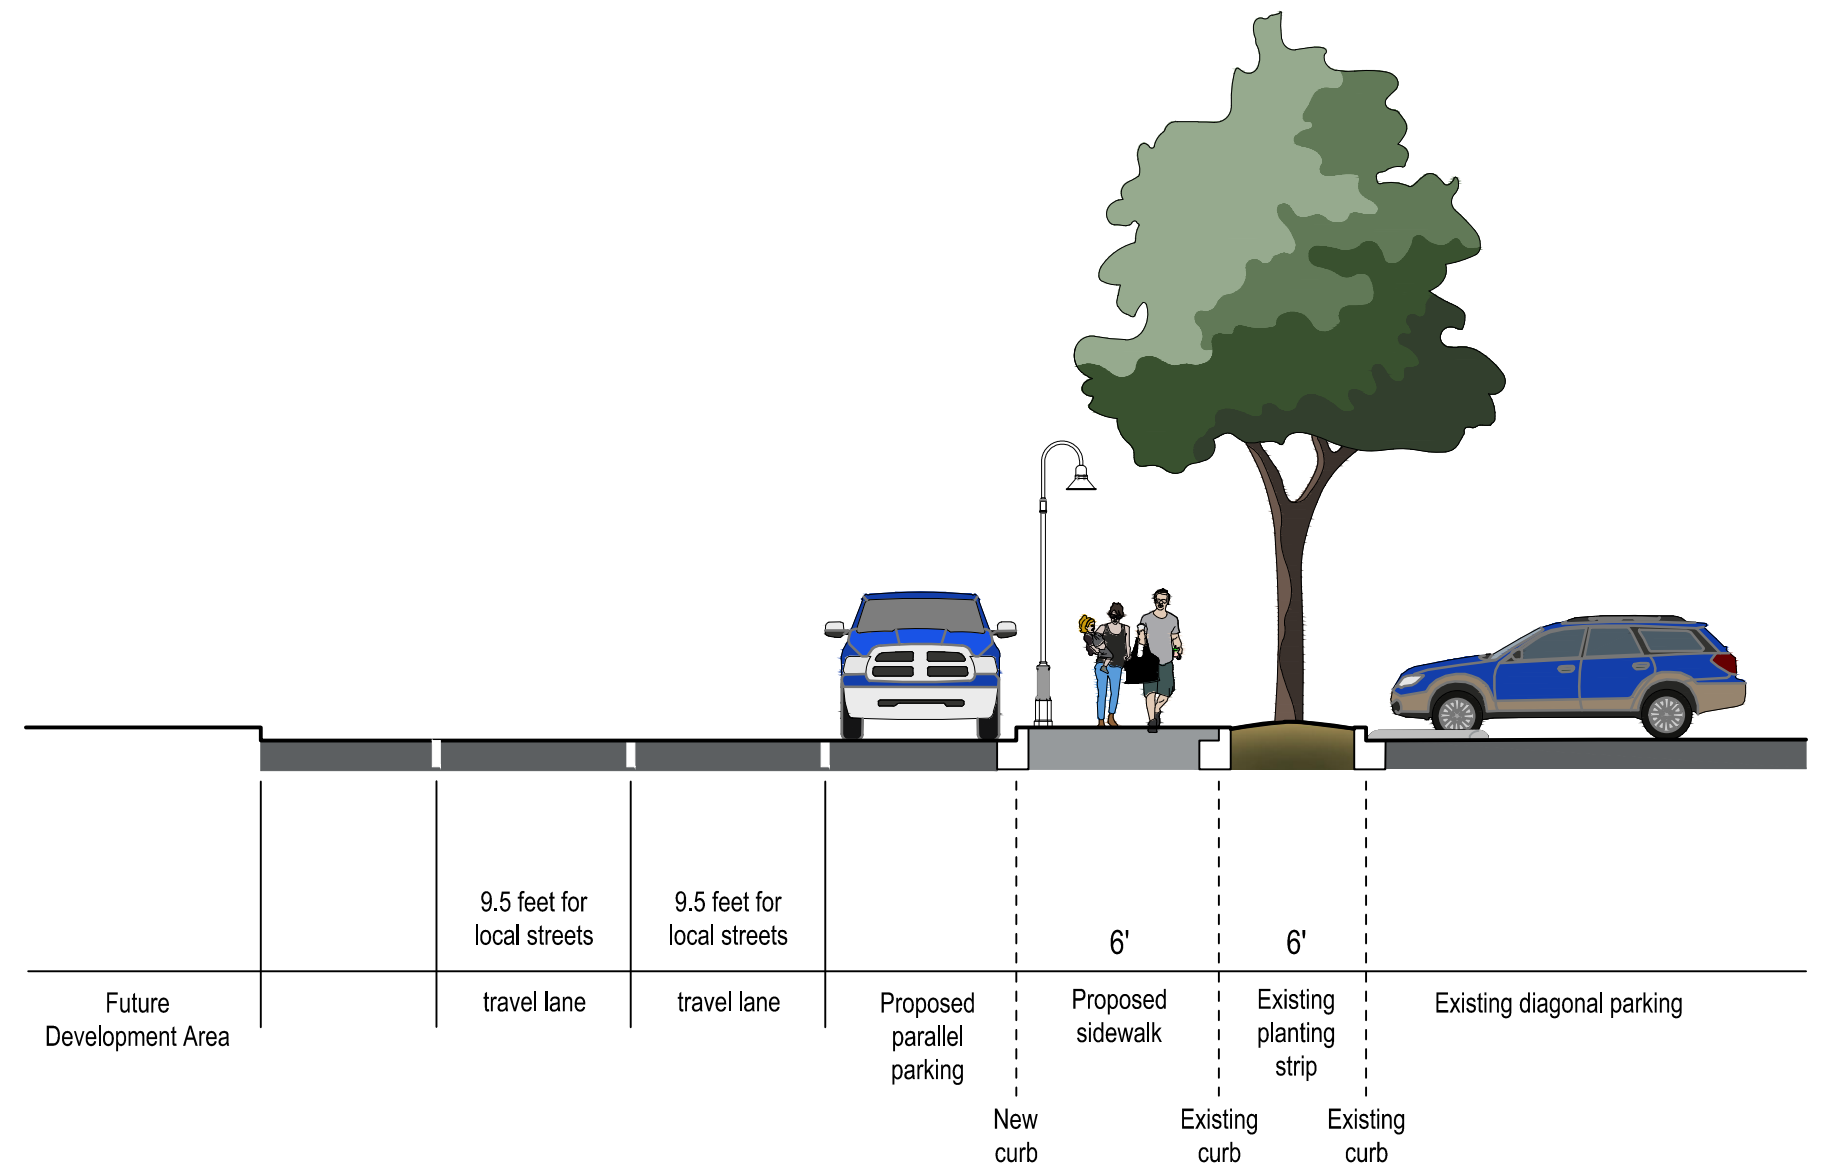 9.5 feet for
local streets
9.5 feet for
local streets
6'
6'
Future
Development Area
travel lane
travel lane
Proposed
parallel
parking
Proposed
sidewalk
Existing
planting
strip
Existing diagonal parking
New
curb
Existing
curb
Existing
curb